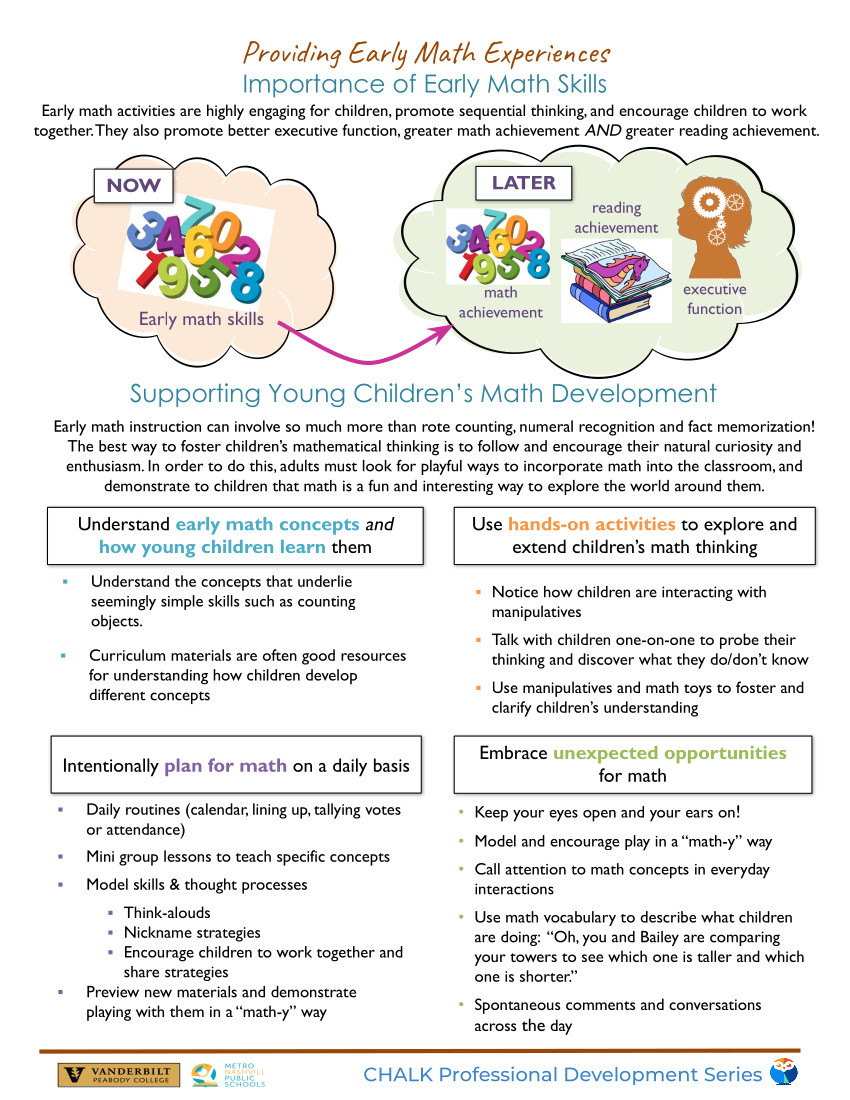 Providing Early Math Experiences
Importance of Early Math Skills
Early math activities are highly engaging for children, promote sequential thinking, and encourage children to work
together. They also promote better executive function, greater math achievement AND greater reading achievement.
NOW
Early math skills
LATER
math
achievement
reading
achievement
executive
function
Supporting Young Children's Math Development
Early math instruction can involve so much more than rote counting, numeral recognition and fact memorization!
The best way to foster children's mathematical thinking is to follow and encourage their natural curiosity and
enthusiasm. In order to do this, adults must look for playful ways to incorporate math into the classroom, and
demonstrate to children that math is a fun and interesting way to explore the world around them.
Understand early math concepts and
how young children learn them
▪ Understand the concepts that underlie
seemingly simple skills such as counting
objects.
▪ Curriculum materials are often good resources
for understanding how children develop
different concepts
Use hands-on activities to explore and
extend children's math thinking
▪ Notice how children are interacting with
manipulatives
▪ Talk with children one-on-one to probe their
thinking and discover what they do/don't know
▪ Use manipulatives and math toys to foster and
clarify children's understanding
Intentionally plan for math on a daily basis
▪ Daily routines (calendar, lining up, tallying votes
or attendance)
▪ Mini group lessons to teach specific concepts
▪ Model skills & thought processes
▪ Think-alouds
▪ Nickname strategies
▪ Encourage children to work together and
share strategies
▪ Preview new materials and demonstrate
playing with them in a "math-y" way
Embrace unexpected opportunities
for math
• Keep your eyes open and your ears on!
• Model and encourage play in a "math-y" way
• Call attention to math concepts in everyday
interactions
• Use math vocabulary to describe what children
are doing: "Oh, you and Bailey are comparing
your towers to see which one is taller and which
one is shorter."
• Spontaneous comments and conversations
across the day
V VANDERBILT
PEABODY COLLEGE
METRO
NASHVILL
PUBLIC
SCHOOLS
CHALK Professional Development Series